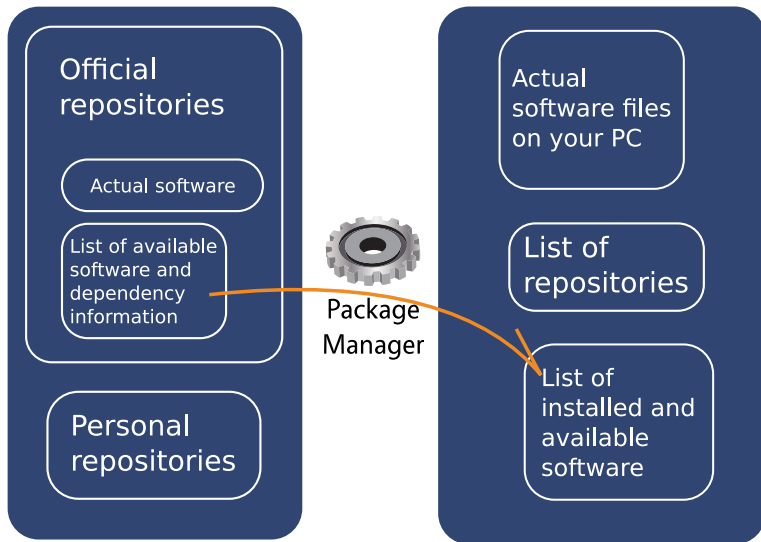 Official
repositories
Actual software
List of available
software and
dependency
information
Personal
repositories
Package
Manager
Actual
software files
on your PC
List of
repositories
List of
installed and
available
software